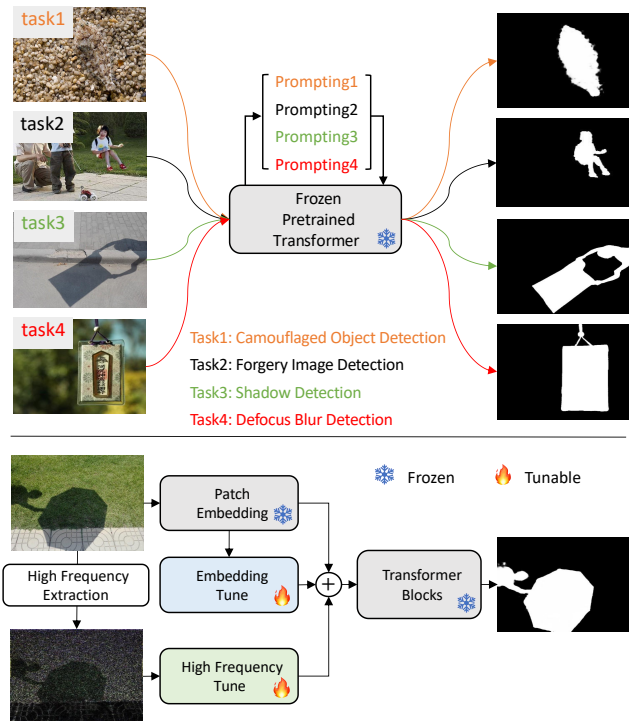 task1
task2
task3
task4
Prompting1
Prompting2
Prompting3
Prompting4
Frozen
Pretrained
Transformer
Task1: Camouflaged Object Detection
Task2: Forgery Image Detection
Task3: Shadow Detection
Task4: Defocus Blur Detection
Frozen
Tunable
Patch
Embedding
High Frequency
Extraction
Embedding
Tune
Transformer
Blocks
High Frequency
Tune